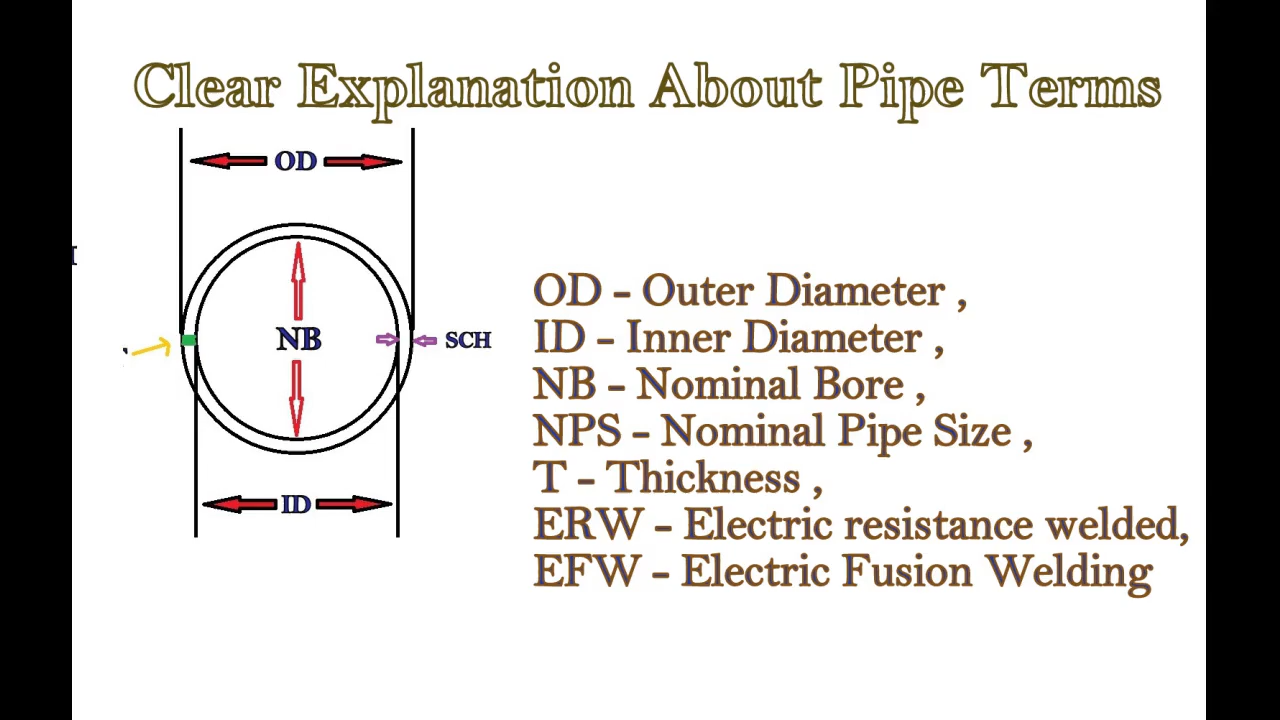 Clear Explanation About Pipe Terms
OD
NB
SCH
ID
OD - Outer Diameter ,
ID - Inner Diameter ,
NB - Nominal Bore ,
NPS - Nominal Pipe Size ,
T - Thickness ,
ERW - Electric resistance welded,
EFW - Electric Fusion Welding